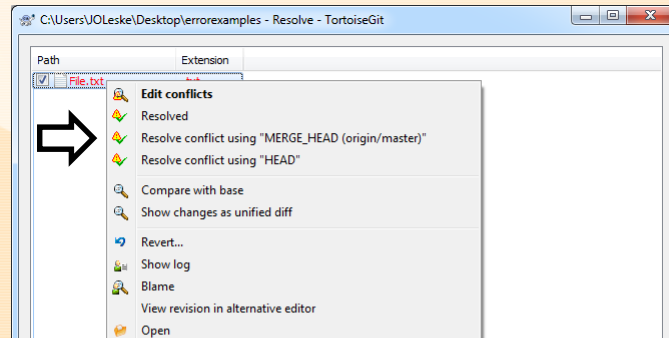 C:\Users\JOLeske\Desktop\errorexamples - Resolve - TortoiseGit
Path Extension
File.txt
Edit conflicts
Resolved
Resolve conflict using "MERGE_HEAD (origin/master)"
Resolve conflict using "HEAD"
Compare with base
Show changes as unified diff
Revert...
Show log
Blame
View revision in alternative editor
Open